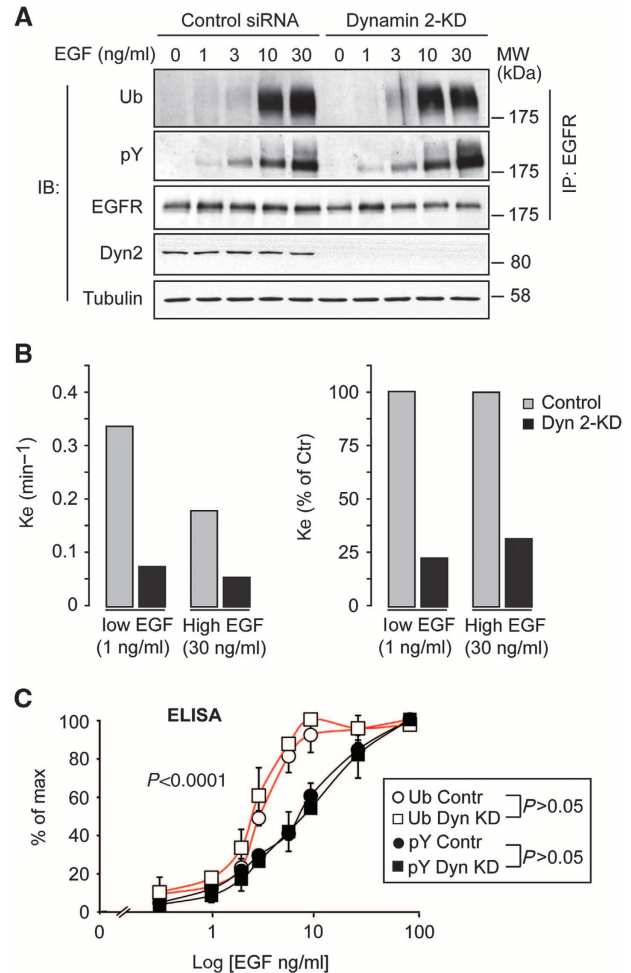 A
Control siRNA Dynamin 2-KD
EGF (ng/ml) 0 1 3 10 30 0 1 3 10 30 MW (kDa)
Ub
175
pY
175
EGFR
175
IP: EGFR
IB:
Dyn2
80
Tubulin
58
B
Ke (min−1)
0.4
0.3
0.2
0.1
0
low EGF (1 ng/ml)
High EGF (30 ng/ml)
Ke (% of Ctr)
100
75
50
25
0
low EGF (1 ng/ml)
High EGF (30 ng/ml)
Control
Dyn 2-KD
C
ELISA
P<0.0001
% of max
100
80
60
40
20
0
0 1 10 100
Log [EGF ng/ml]
Ub Contr
Ub Dyn KD
P>0.05
pY Contr
pY Dyn KD
P>0.05